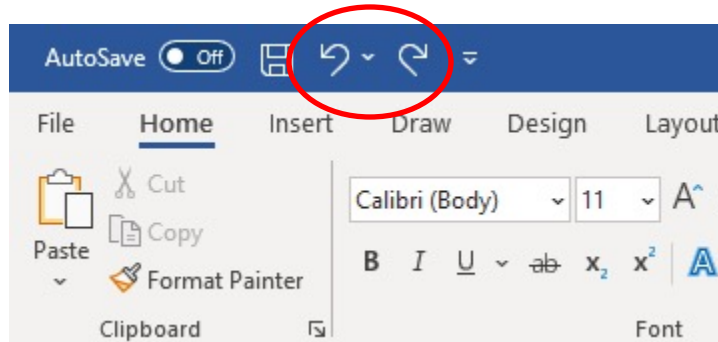 AutoSave Off
File Home Insert Draw Design Layout
Cut
Calibri (Body) 11 A
Copy
Paste
B I U ab x₂ x² A
Format Painter
Clipboard Font